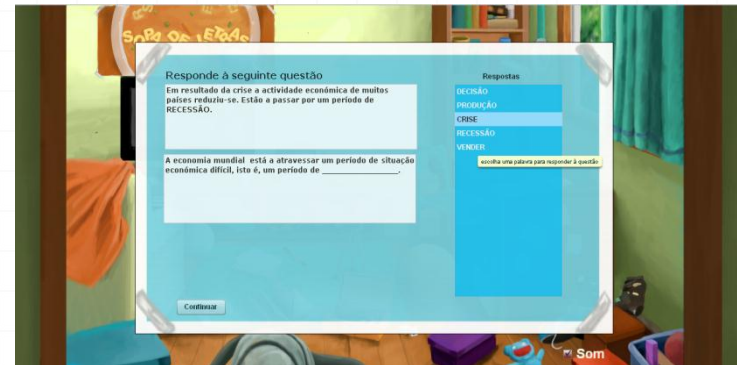 SOPA DE LETRAS
Responde à seguinte questão
Em resultado da crise a actividade económica de muitos
países reduziu-se. Estão a passar por um período de
RECESSÃO.
A economia mundial está a atravessar um período de situação
económica difícil, isto é, um período de ___________________.
Respostas
DECISÃO
PRODUÇÃO
CRISE
RECESSÃO
VENDER
escolha uma palavra para responder à questão
Continuar
Som